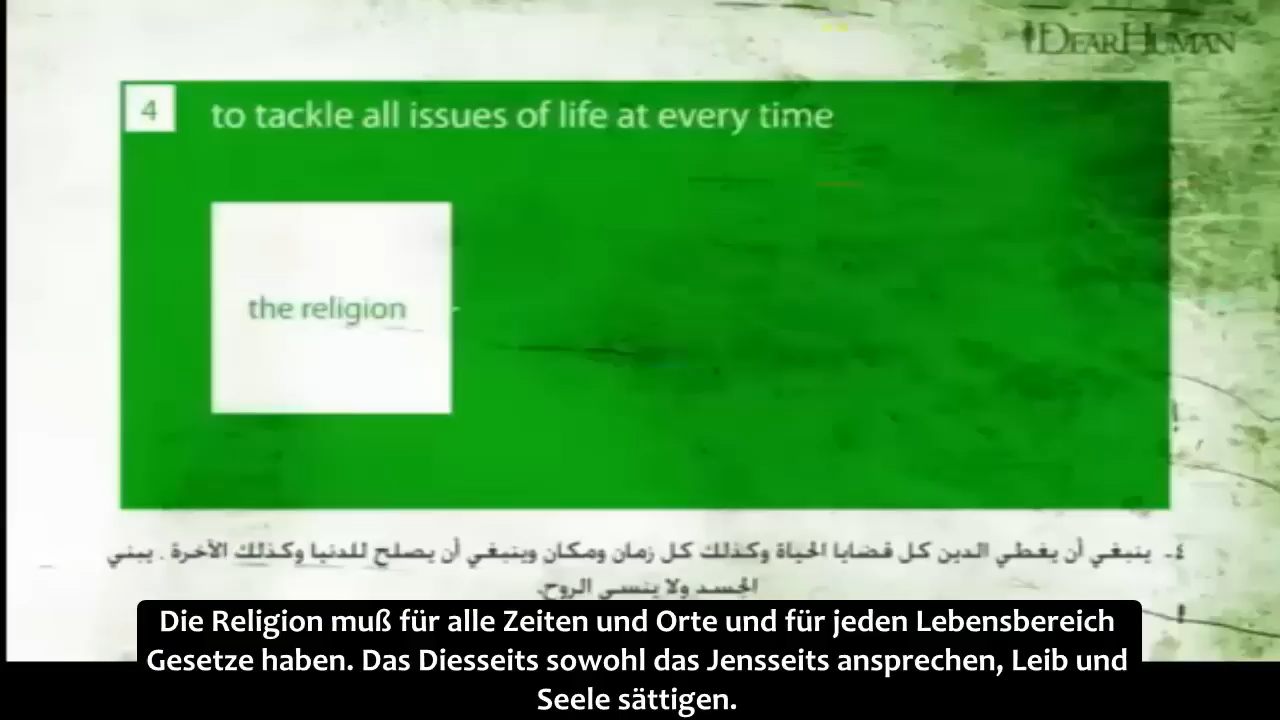 DEARHUMAN
4
to tackle all issues of life at every time
the religion
٤- ينبغي أن يغطي الدين كل قضايا الحياة وكذلك كل زمان ومكان وينبغي أن يصلح للدنيا وكذلك الآخرة . يبني
الجسد ولا ينسى الروح.
Die Religion muß für alle Zeiten und Orte und für jeden Lebensbereich
Gesetze haben. Das Diesseits sowohl das Jensseits ansprechen, Leib und
Seele sättigen.